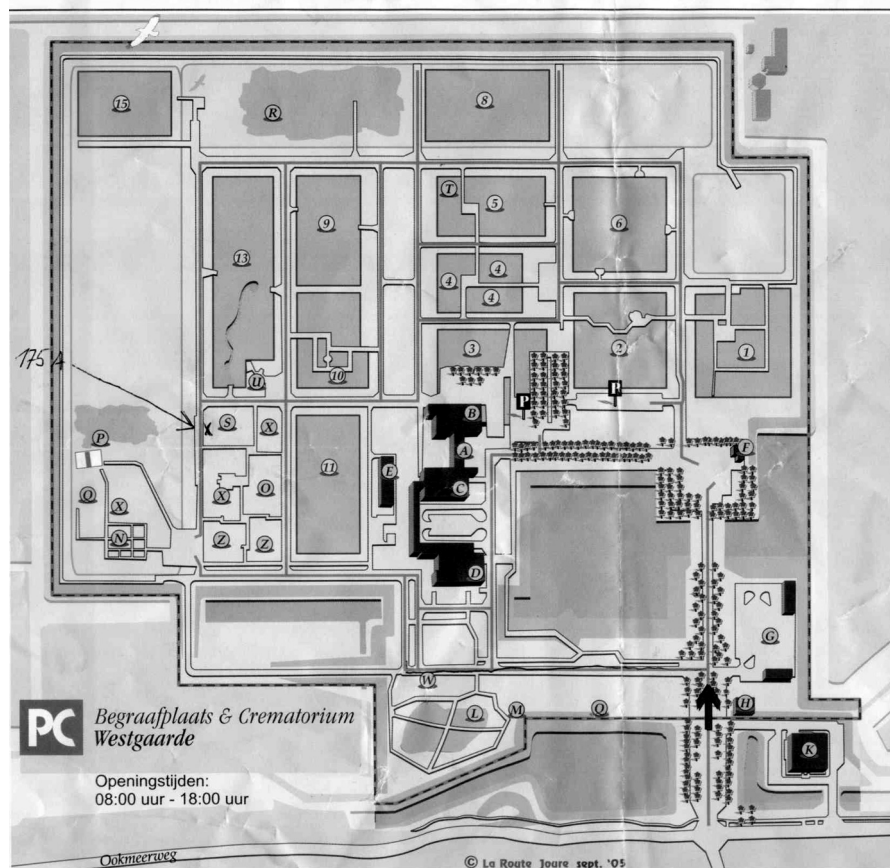 15
R
8
T
5
6
9
13
4
4
4
175 A
3
2
1
10
U
P
P
S
X
B
F
P
A
11
E
O
C
Q
X
X
N
Z
Z
D
G
W
L
M
Q
H
K
PC
Begraafplaats & Crematorium
Westgaarde
Openingstijden:
08:00 uur - 18:00 uur
Ookmeerweg
© La Route Joure sept. '05